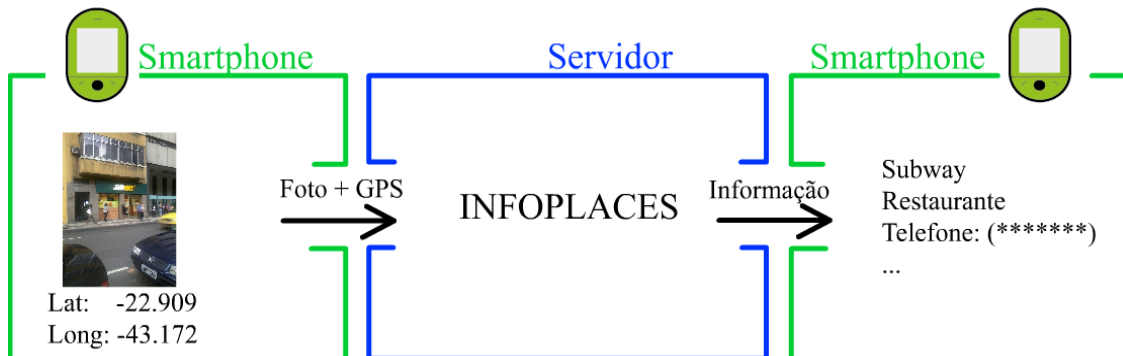 Smartphone
Servidor
Smartphone
Foto + GPS
INFOPLACES
Informação
Subway
Restaurante
Telefone: (*******)
...
Lat: -22.909
Long: -43.172